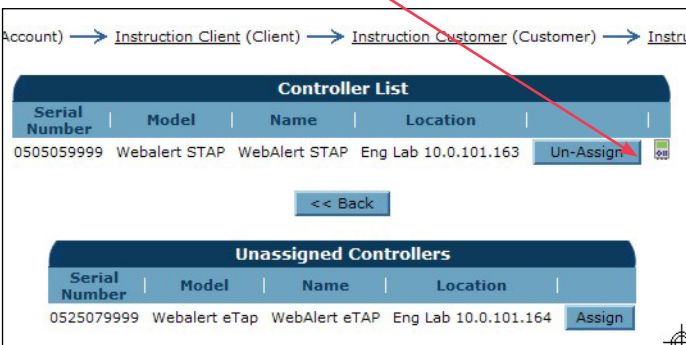 Account) Instruction Client (Client) Instruction Customer (Customer) Instru
Controller List
Serial Number Model Name Location
0505059999 Webalert STAP WebAlert STAP Eng Lab 10.0.101.163 Un-Assign
<< Back
Unassigned Controllers
Serial Number Model Name Location
0525079999 Webalert eTap WebAlert eTAP Eng Lab 10.0.101.164 Assign